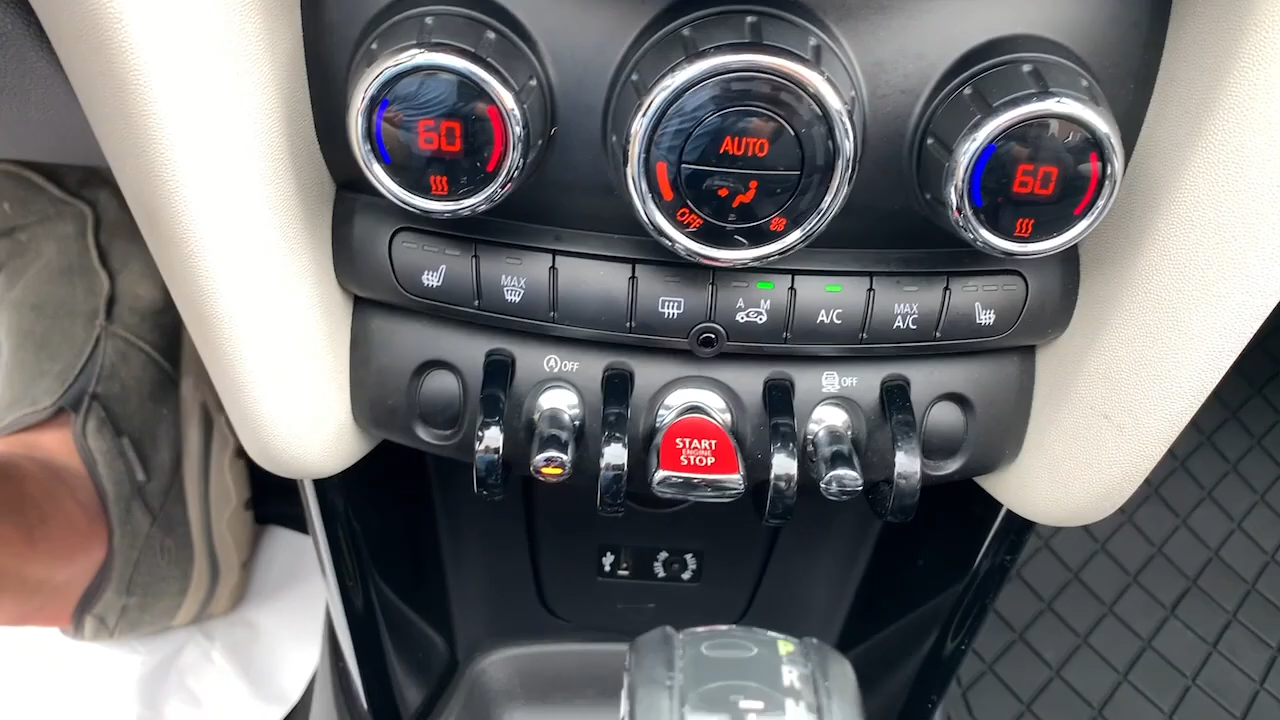 60
AUTO
OFF
60
MAX
A M
A/C
MAX
A/C
A OFF
OFF
START
ENGINE
STOP
P
R
N